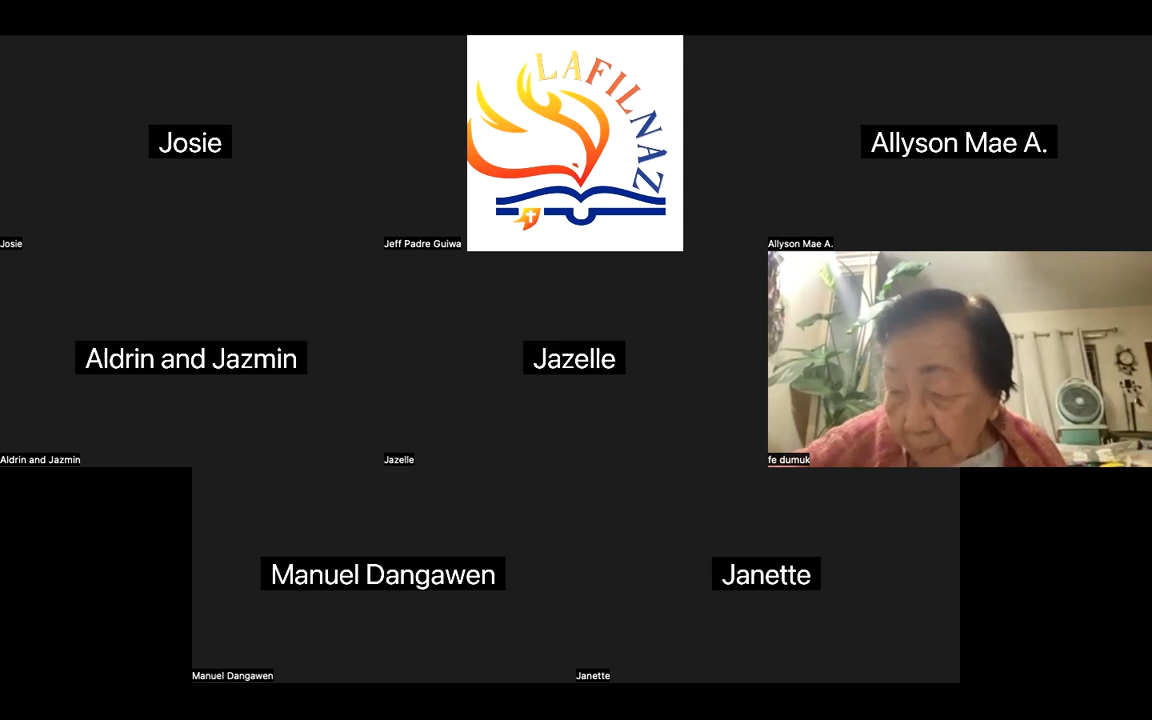 Josie
LAFILNAZ
Allyson Mae A.
Josie
Jeff Padre Guiwa
Allyson Mae A.
Aldrin and Jazmin
Jazelle
Aldrin and Jazmin
Jazelle
fe dumuk
Manuel Dangawen
Janette
Manuel Dangawen
Janette